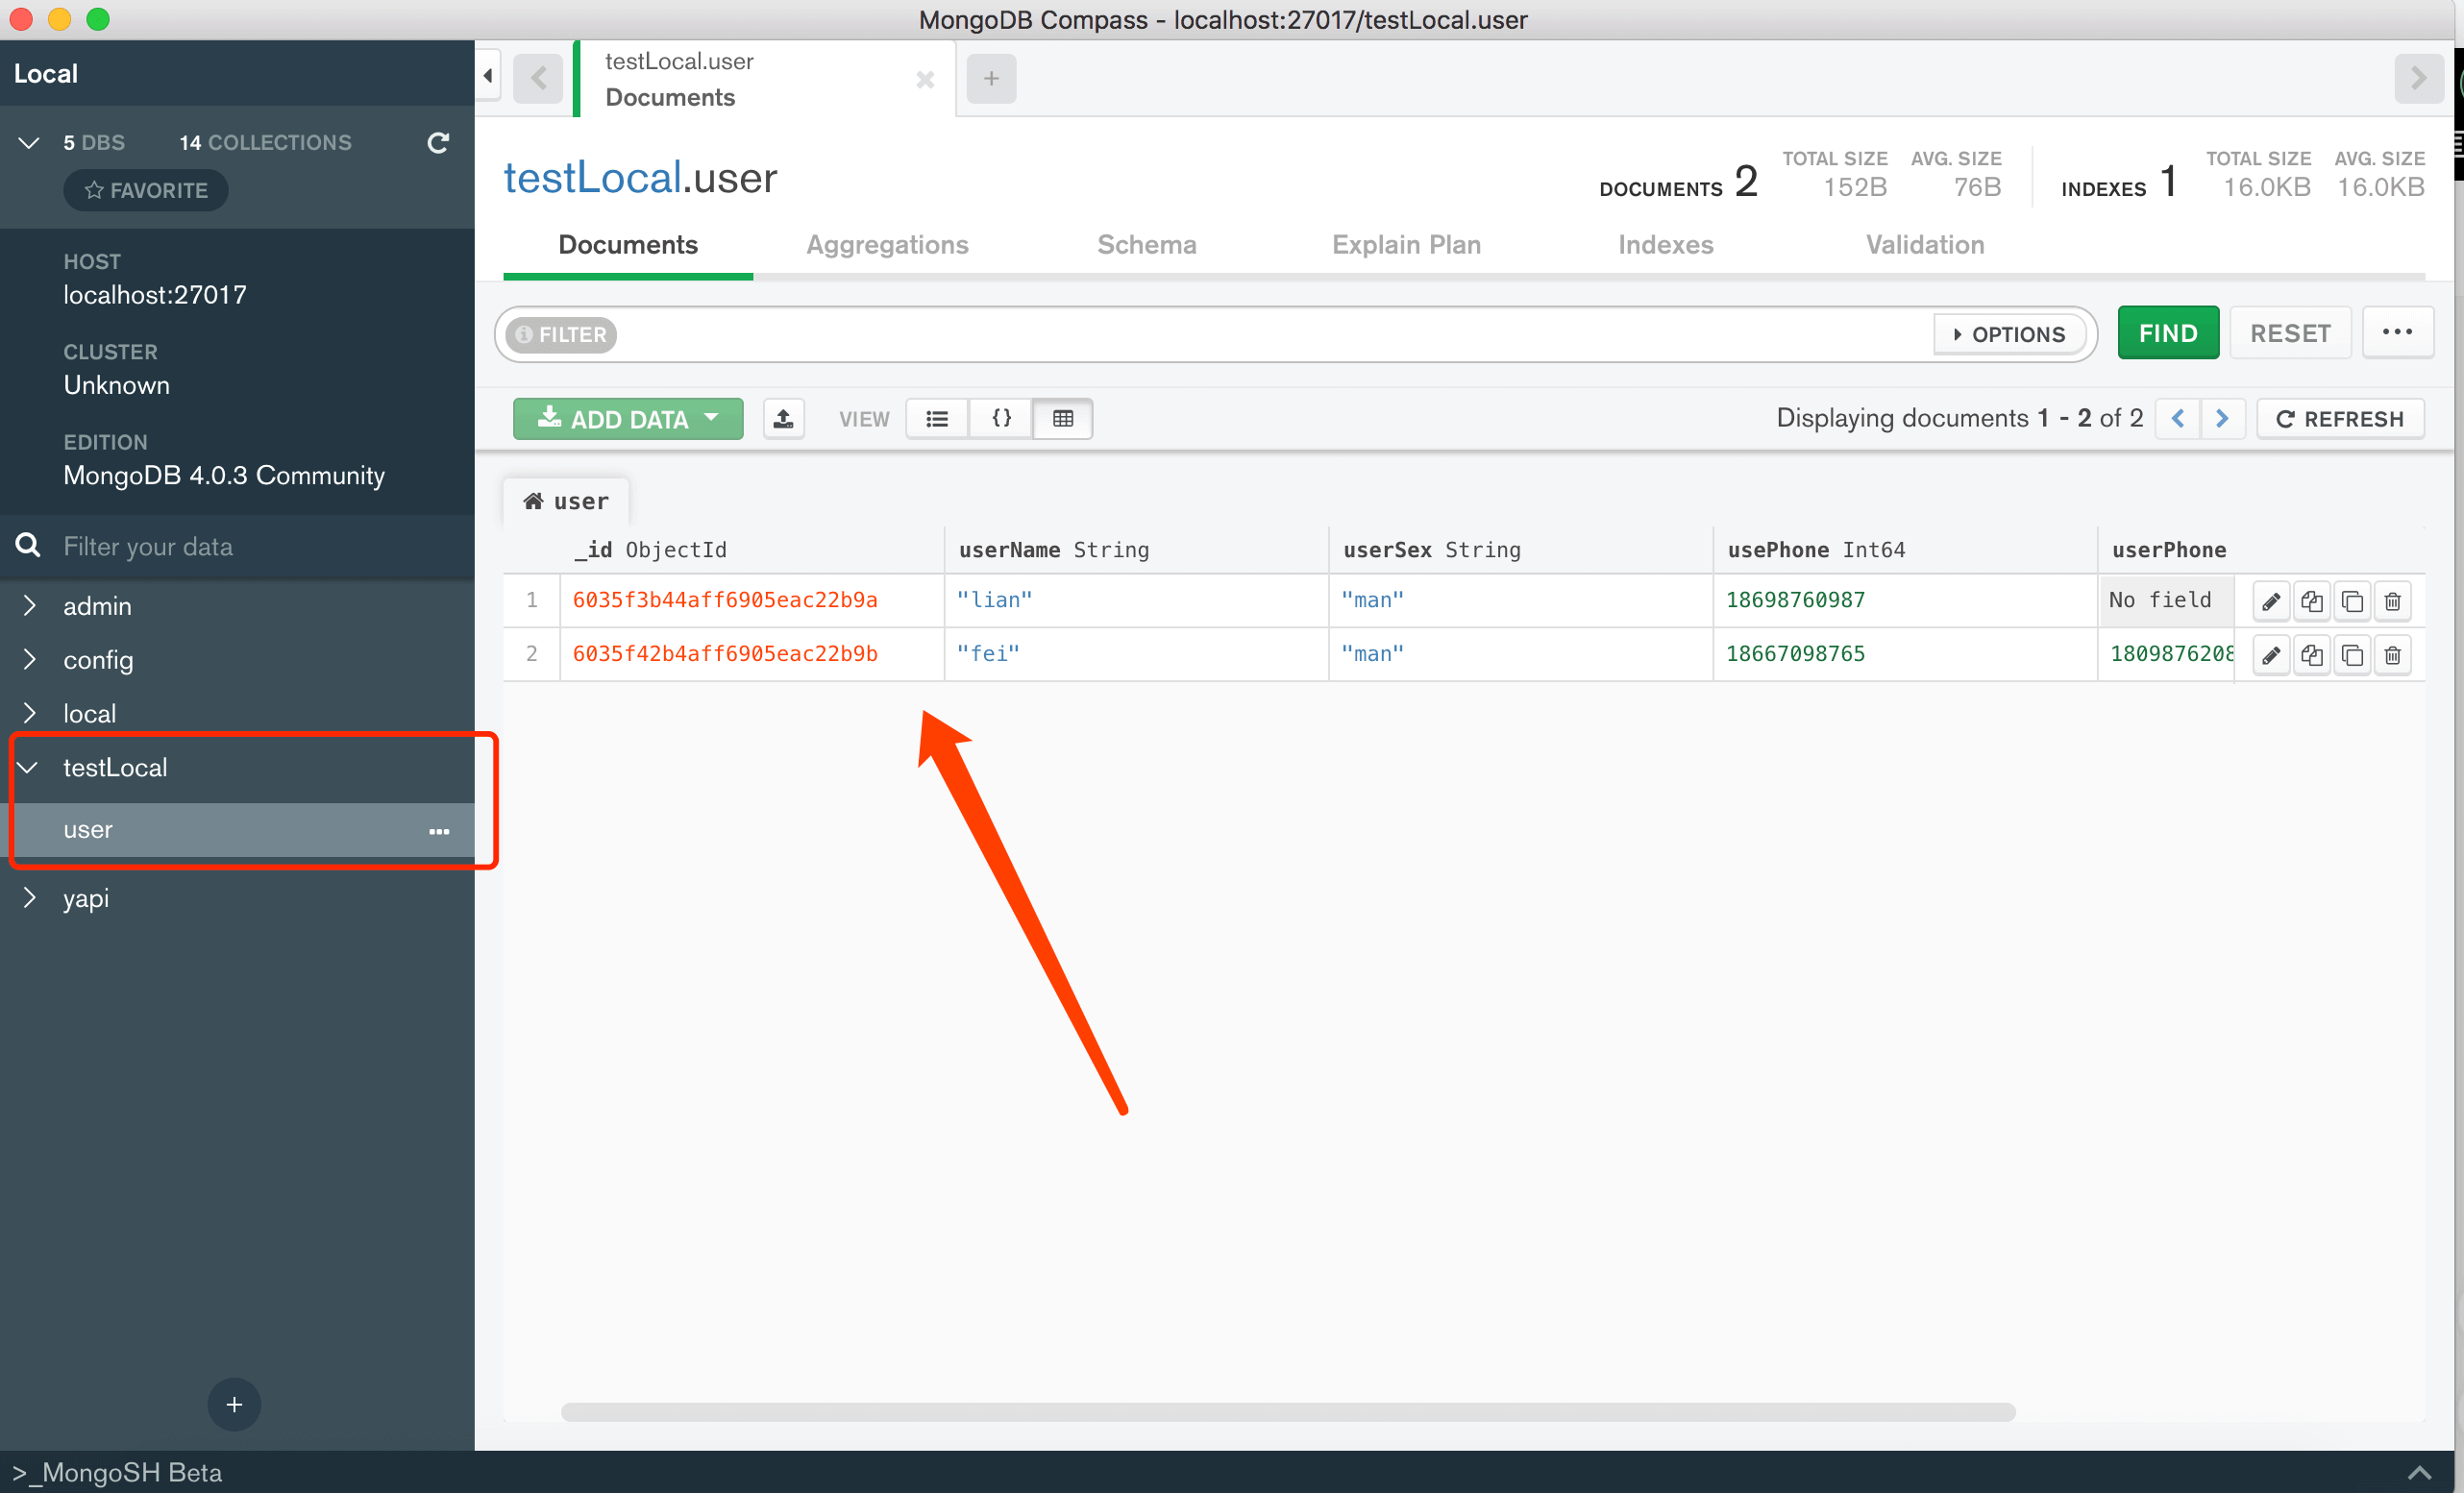 MongoDB Compass - localhost:27017/testLocal.user
Local
5 DBS 14 COLLECTIONS
FAVORITE
HOST
localhost:27017
CLUSTER
Unknown
EDITION
MongoDB 4.0.3 Community
Filter your data
admin
config
local
testLocal
user
yapi
testLocal.user
Documents
testLocal.user
DOCUMENTS 2 TOTAL SIZE 152B AVG. SIZE 76B INDEXES 1 TOTAL SIZE 16.0KB AVG. SIZE 16.0KB
Documents Aggregations Schema Explain Plan Indexes Validation
FILTER OPTIONS FIND RESET ...
ADD DATA VIEW {} Displaying documents 1 - 2 of 2 REFRESH
user
_id ObjectId userName String userSex String usePhone Int64 userPhone
1 6035f3b44aff6905eac22b9a "lian" "man" 18698760987 No field
2 6035f42b4aff6905eac22b9b "fei" "man" 18667098765 1809876208
>_MongoSH Beta